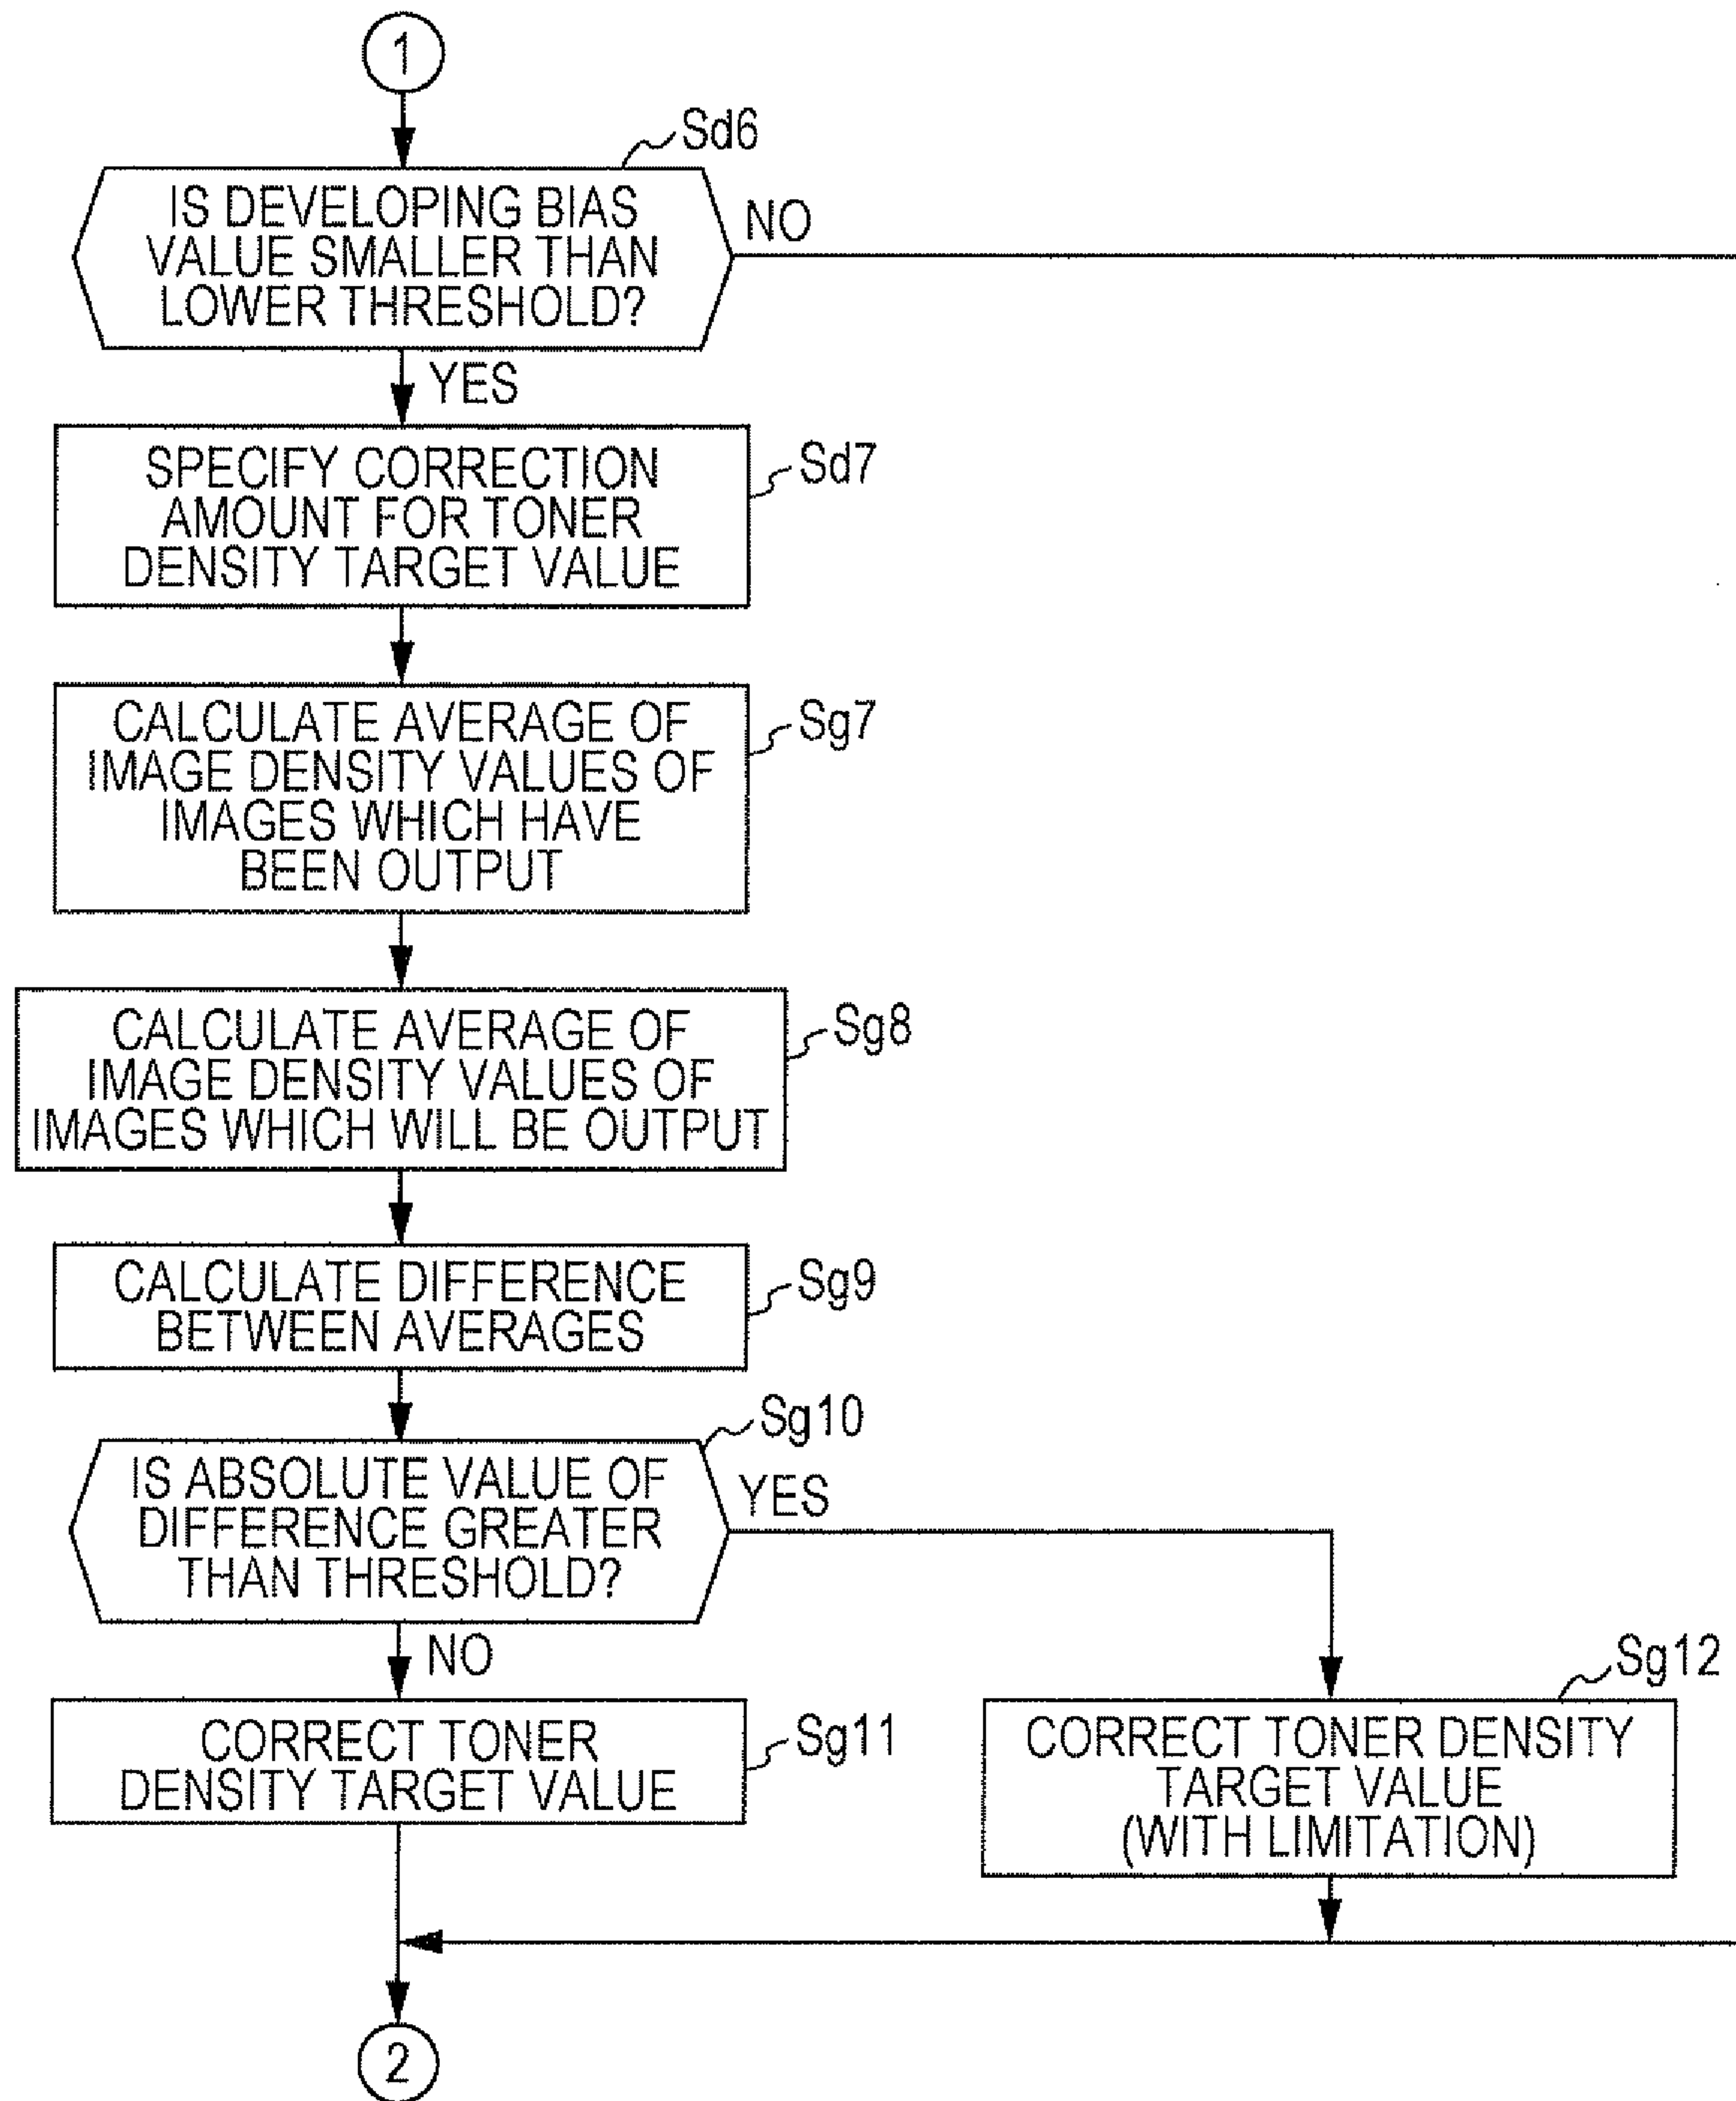 1
Sd6
IS DEVELOPING BIAS
VALUE SMALLER THAN
LOWER THRESHOLD?
NO
YES
SPECIFY CORRECTION
AMOUNT FOR TONER
DENSITY TARGET VALUE
Sd7
CALCULATE AVERAGE OF
IMAGE DENSITY VALUES OF
IMAGES WHICH HAVE
BEEN OUTPUT
Sg7
CALCULATE AVERAGE OF
IMAGE DENSITY VALUES OF
IMAGES WHICH WILL BE OUTPUT
Sg8
CALCULATE DIFFERENCE
BETWEEN AVERAGES
Sg9
Sg10
IS ABSOLUTE VALUE OF
DIFFERENCE GREATER
THAN THRESHOLD?
YES
NO
CORRECT TONER
DENSITY TARGET VALUE
Sg11
Sg12
CORRECT TONER DENSITY
TARGET VALUE
(WITH LIMITATION)
2